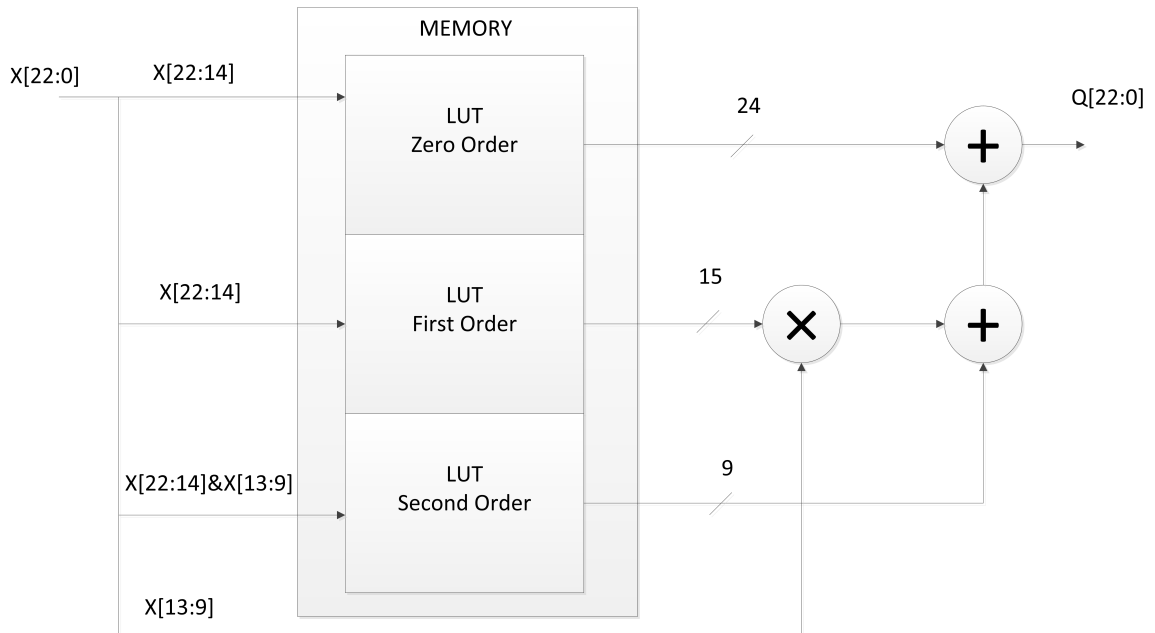 MEMORY
X[22:0]
X[22:14]
LUT
Zero Order
24
Q[22:0]
+
X[22:14]
LUT
First Order
15
×
+
X[22:14]&X[13:9]
LUT
Second Order
9
X[13:9]